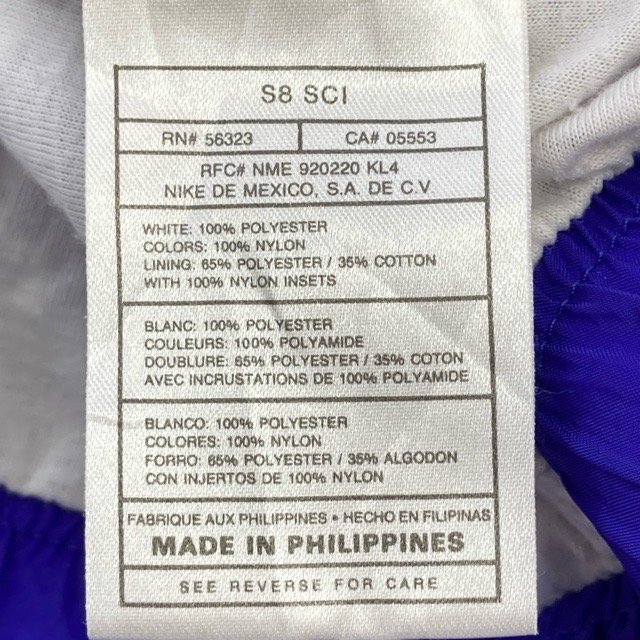 S8 SCI
RN# 56323 CA# 05553
RFC# NME 920220 KL4
NIKE DE MEXICO, S.A. DE C.V
WHITE: 100% POLYESTER
COLORS: 100% NYLON
LINING: 65% POLYESTER / 35% COTTON
WITH 100% NYLON INSETS
BLANC: 100% POLYESTER
COULEURS: 100% POLYAMIDE
DOUBLURE: 65% POLYESTER / 35% COTON
AVEC INCRUSTATIONS DE 100% POLYAMIDE
BLANCO: 100% POLYESTER
COLORES: 100% NYLON
FORRO: 65% POLYESTER / 35% ALGODON
CON INJERTOS DE 100% NYLON
FABRIQUE AUX PHILIPPINES • HECHO EN FILIPINAS
MADE IN PHILIPPINES
SEE REVERSE FOR CARE